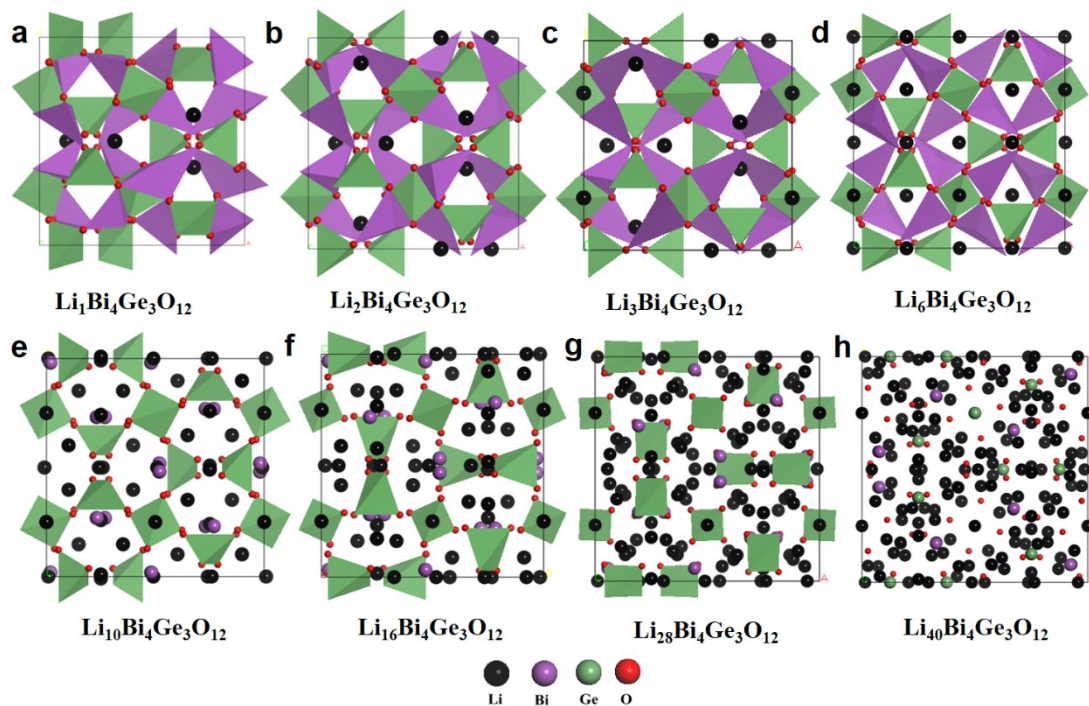 a b c d
Li₁Bi₄Ge₃O₁₂ Li₂Bi₄Ge₃O₁₂ Li₃Bi₄Ge₃O₁₂ Li₆Bi₄Ge₃O₁₂
e f g h
Li₁₀Bi₄Ge₃O₁₂ Li₁₆Bi₄Ge₃O₁₂ Li₂₈Bi₄Ge₃O₁₂ Li₄₀Bi₄Ge₃O₁₂
Li Bi Ge O